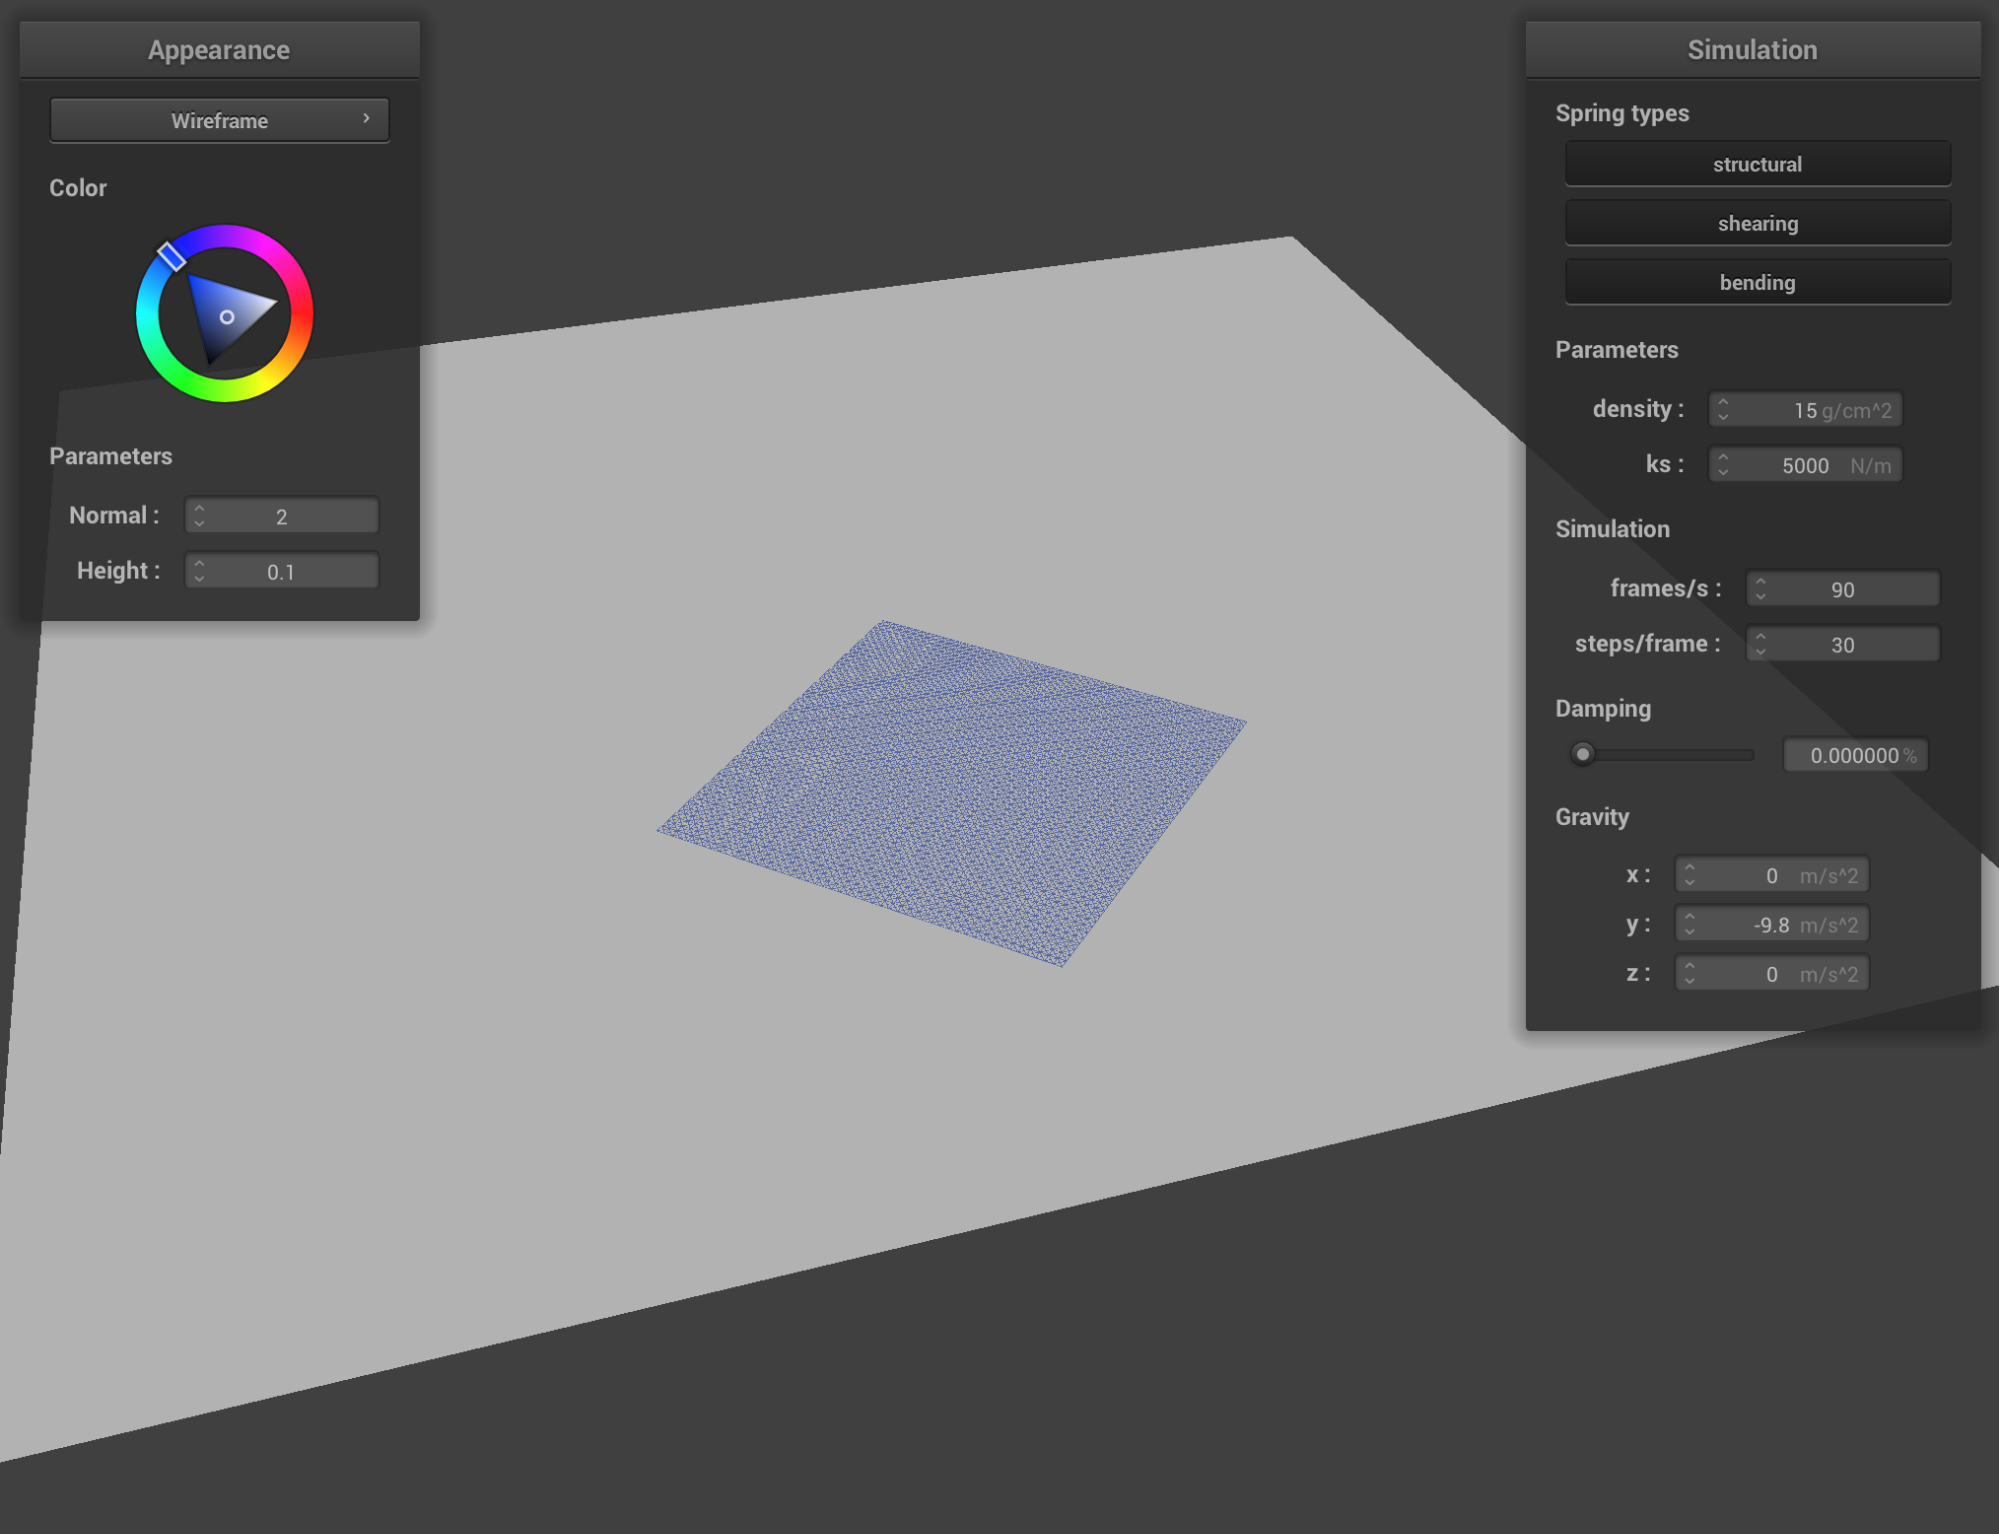 Appearance
Wireframe ›
Color
Parameters
Normal : 2
Height : 0.1
Simulation
Spring types
structural
shearing
bending
Parameters
density : 15 g/cm^2
ks : 5000 N/m
Simulation
frames/s : 90
steps/frame : 30
Damping
0.000000 %
Gravity
x : 0 m/s^2
y : -9.8 m/s^2
z : 0 m/s^2